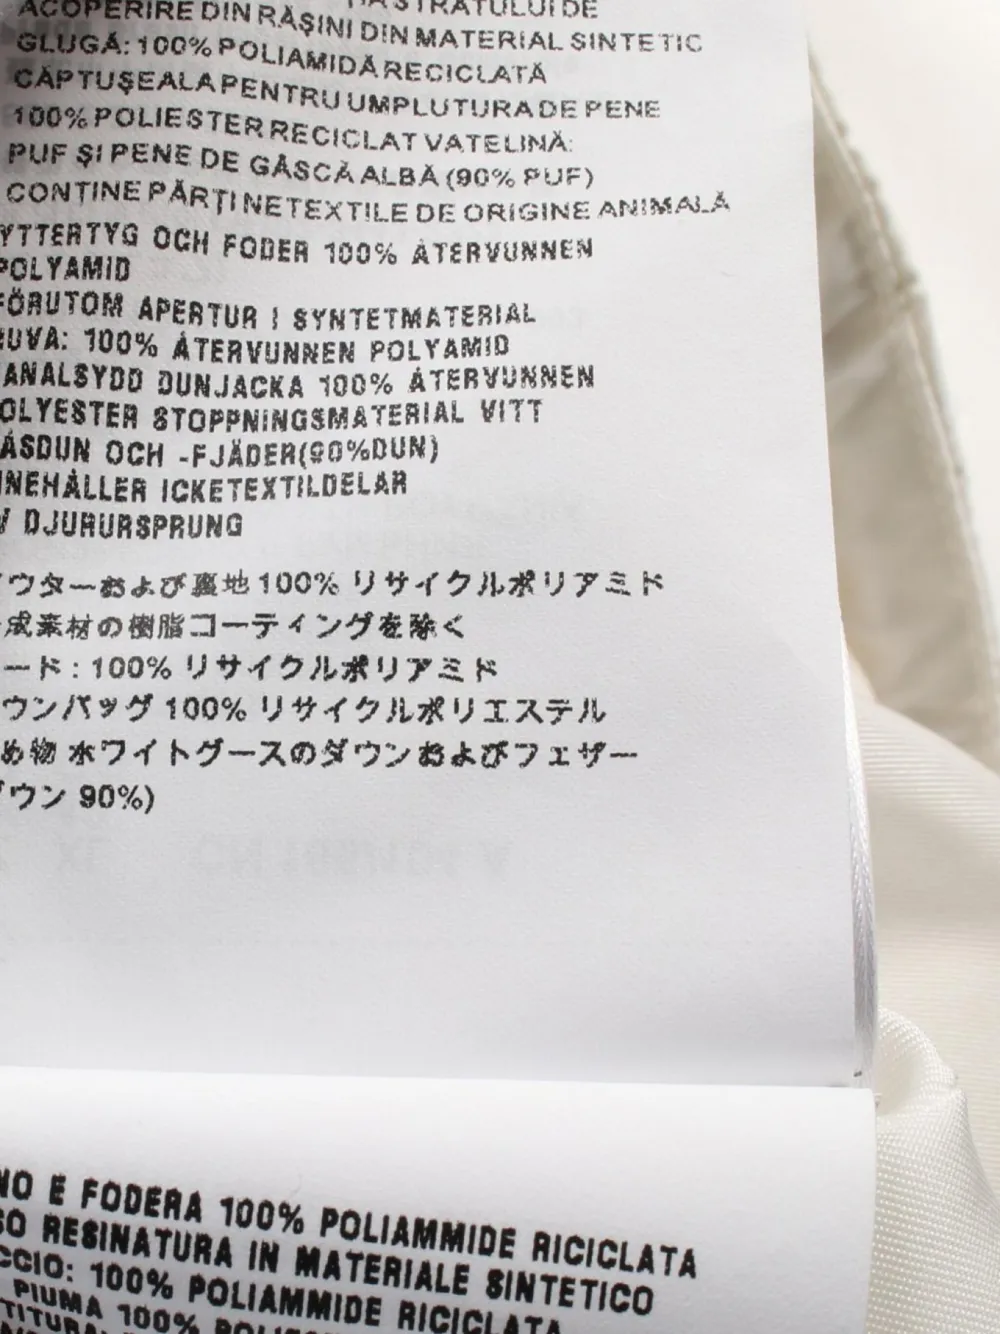 STRATULUI DE
ACOPERIRE DIN RĂȘINI DIN MATERIAL SINTETIC
GLUGĂ: 100% POLIAMIDĂ RECICLATĂ
CĂPTUȘEALA PENTRU UMPLUTURA DE PENE
100% POLIESTER RECICLAT VATELINĂ:
PUF ȘI PENE DE GÂSCĂ ALBĂ (90% PUF)
CONȚINE PĂRȚI NETEXTILE DE ORIGINE ANIMALĂ
YTTERTYG OCH FODER 100% ÅTERVUNNEN
POLYAMID
FÖRUTOM APERTUR I SYNTETMATERIAL
UVA: 100% ÅTERVUNNEN POLYAMID
ANALSYDD DUNJACKA 100% ÅTERVUNNEN
OLYESTER STOPPNINGSMATERIAL VITT
ÅSDUN OCH -FJÄDER(90%DUN)
NNEHÅLLER ICKETEXTILDELAR
V DJURURSPRUNG
ウターおよび裏地 100% リサイクルポリアミド
成素材の樹脂コーティングを除く
ード : 100% リサイクルポリアミド
ウンバッグ 100% リサイクルポリエステル
め物 ホワイトグースのダウンおよびフェザー
ウン 90%)
NO E FODERA 100% POLIAMMIDE RICICLATA
SO RESINATURA IN MATERIALE SINTETICO
CCIO: 100% POLIAMMIDE RICICLATA
PIUMA 100%